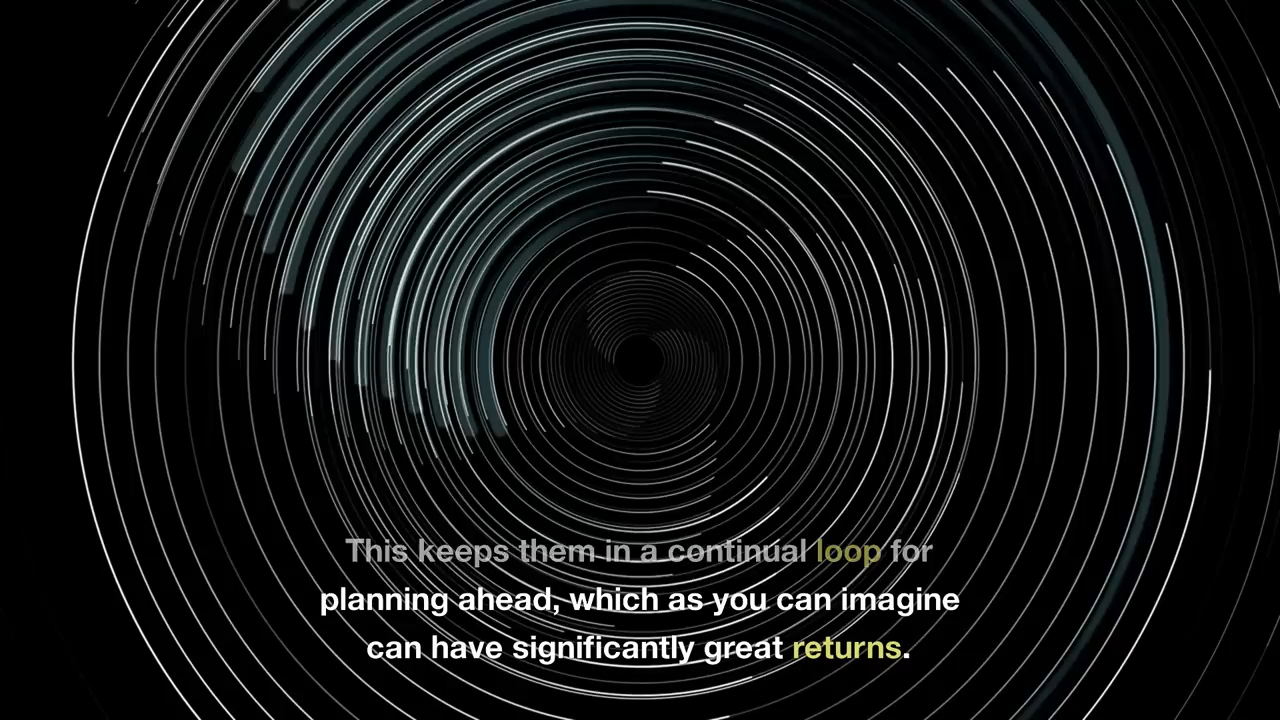 This keeps them in a continual loop for
planning ahead, which as you can imagine
can have significantly great returns.